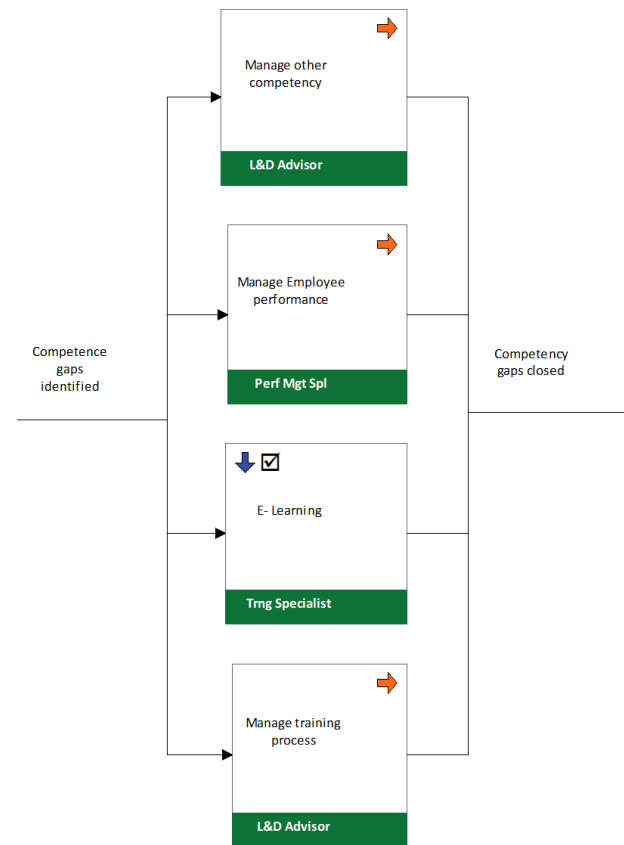 Manage other
competency
L&D Advisor
Manage Employee
performance
Perf Mgt Spl
Competence
gaps
identified
Competency
gaps closed
E- Learning
Trng Specialist
Manage training
process
L&D Advisor